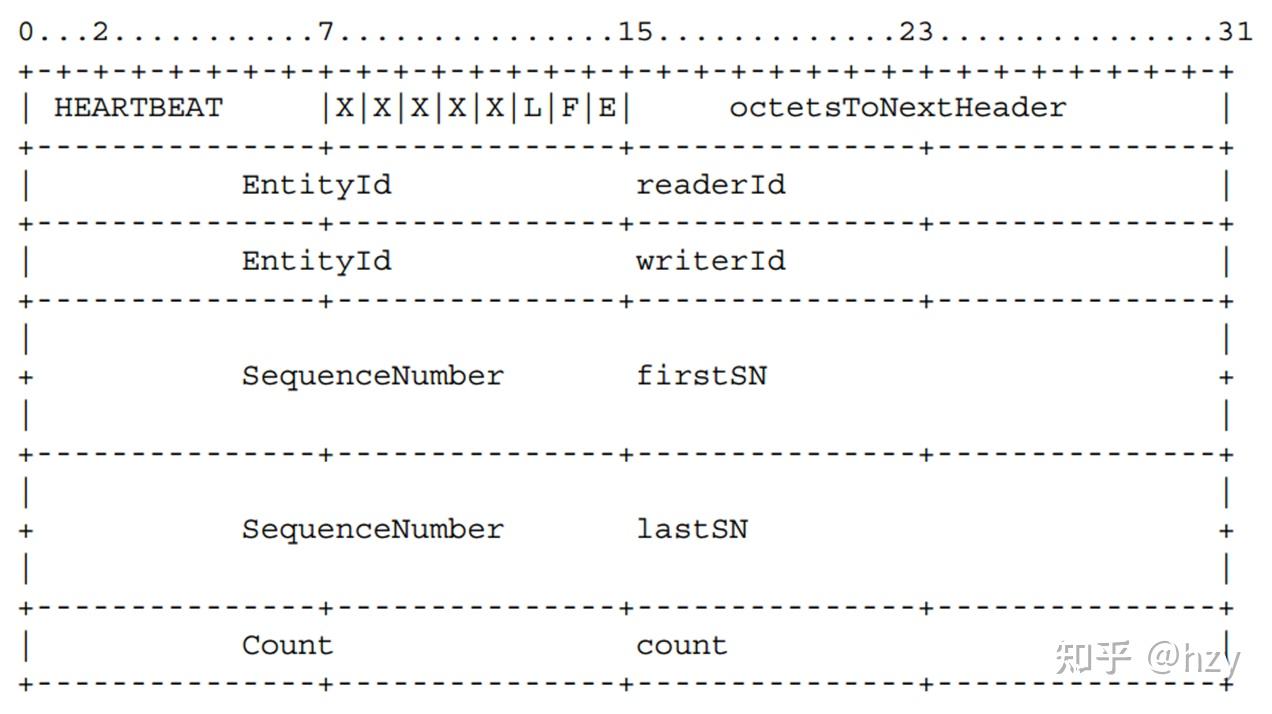 0...2...........7...............15.............23...............31
+-+-+-+-+-+-+-+-+-+-+-+-+-+-+-+-+-+-+-+-+-+-+-+-+-+-+-+-+-+-+-+-+
| HEARTBEAT |X|X|X|X|X|L|F|E| octetsToNextHeader |
+---------------+---------------+---------------+---------------+
| EntityId readerId |
+---------------+---------------+---------------+---------------+
| EntityId writerId |
+---------------+---------------+---------------+---------------+
| |
+ SequenceNumber firstSN +
| |
+---------------+---------------+---------------+---------------+
| |
+ SequenceNumber lastSN +
| |
+---------------+---------------+---------------+---------------+
| Count count |
+---------------+---------------+---------------+---------------+
知乎 @hzy